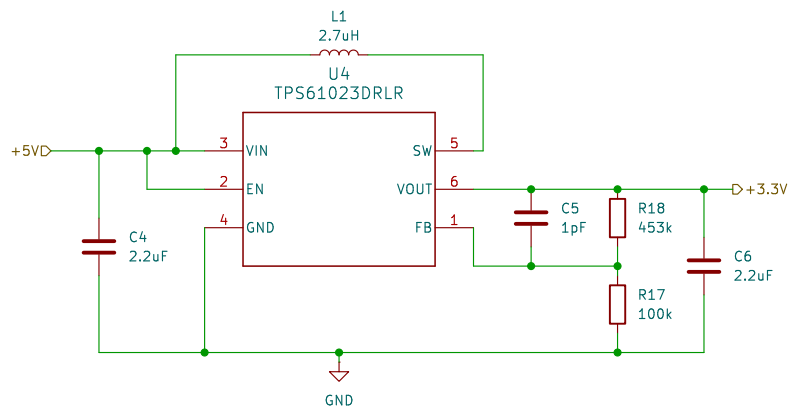 L1
2.7uH
U4
TPS61023DRLR
+5V
3
VIN
SW
5
2
EN
VOUT
6
+3.3V
4
GND
FB
1
C5
1pF
R18
453k
C4
2.2uF
C6
2.2uF
R17
100k
GND